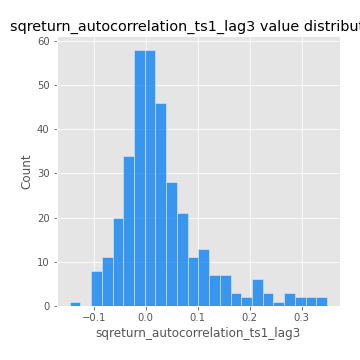 sqreturn_autocorrelation_ts1_lag3 value distribut
60
50
40
30
20
10
0
Count
−0.1 0.0 0.1 0.2 0.3
sqreturn_autocorrelation_ts1_lag3